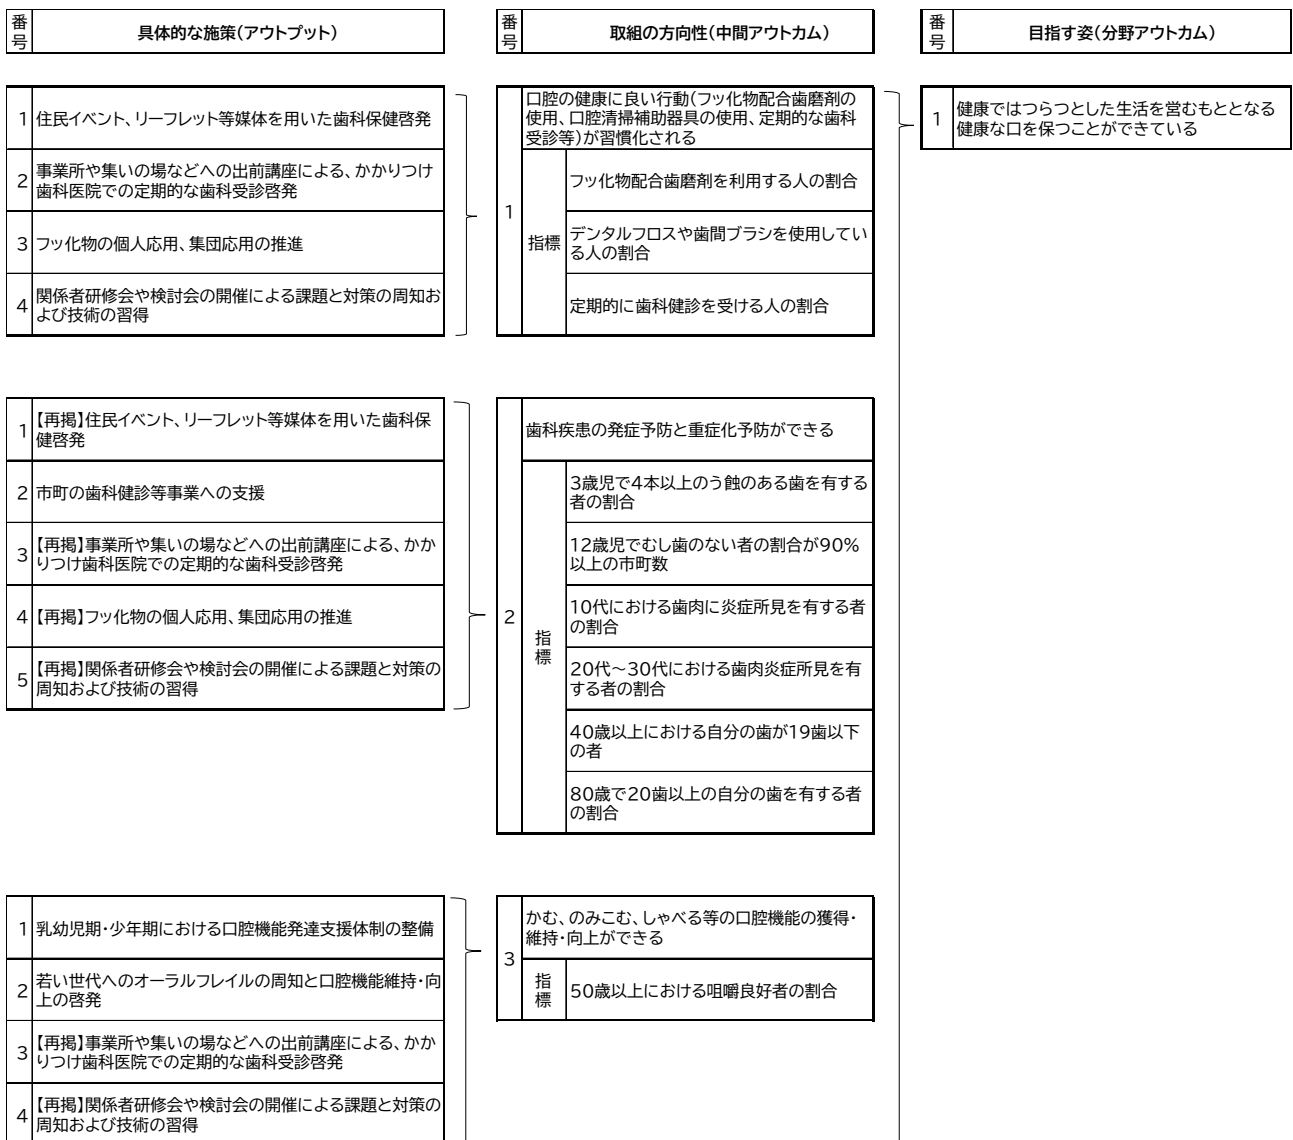 番号
具体的な施策(アウトプット)
番号
取組の方向性(中間アウトカム)
番号
目指す姿(分野アウトカム)
1
住民イベント、リーフレット等媒体を用いた歯科保健啓発
2
事業所や集いの場などへの出前講座による、かかりつけ
歯科医院での定期的な歯科受診啓発
3
フッ化物の個人応用、集団応用の推進
4
関係者研修会や検討会の開催による課題と対策の周知お
よび技術の習得
1
口腔の健康に良い行動(フッ化物配合歯磨剤の
使用、口腔清掃補助器具の使用、定期的な歯科
受診等)が習慣化される
指標
フッ化物配合歯磨剤を利用する人の割合
デンタルフロスや歯間ブラシを使用してい
る人の割合
定期的に歯科健診を受ける人の割合
1
健康ではつらつとした生活を営むもととなる
健康な口を保つことができている
1
【再掲】住民イベント、リーフレット等媒体を用いた歯科保
健啓発
2
市町の歯科健診等事業への支援
3
【再掲】事業所や集いの場などへの出前講座による、かか
りつけ歯科医院での定期的な歯科受診啓発
4
【再掲】フッ化物の個人応用、集団応用の推進
5
【再掲】関係者研修会や検討会の開催による課題と対策の
周知および技術の習得
2
歯科疾患の発症予防と重症化予防ができる
指標
3歳児で4本以上のう蝕のある歯を有する
者の割合
12歳児でむし歯のない者の割合が90%
以上の市町数
10代における歯肉に炎症所見を有する者
の割合
20代~30代における歯肉炎症所見を有
する者の割合
40歳以上における自分の歯が19歯以下
の者
80歳で20歯以上の自分の歯を有する者
の割合
1
乳幼児期・少年期における口腔機能発達支援体制の整備
2
若い世代へのオーラルフレイルの周知と口腔機能維持・向
上の啓発
3
【再掲】事業所や集いの場などへの出前講座による、かか
りつけ歯科医院での定期的な歯科受診啓発
4
【再掲】関係者研修会や検討会の開催による課題と対策の
周知および技術の習得
3
かむ、のみこむ、しゃべる等の口腔機能の獲得・
維持・向上ができる
指標
50歳以上における咀嚼良好者の割合